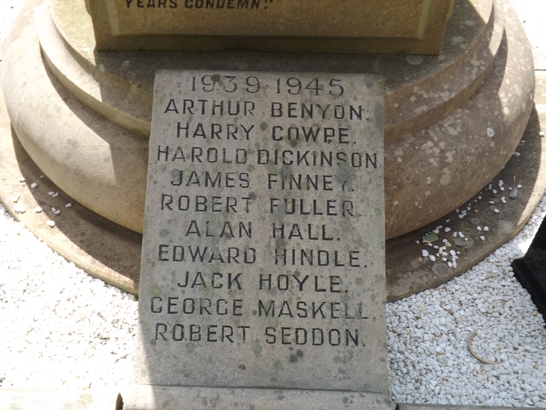 YEARS CONDEMN."
1939 1945
ARTHUR BENYON.
HARRY COWPE.
HAROLD DICKINSON
JAMES FINNEY.
ROBERT FULLER.
ALAN HALL.
EDWARD HINDLE.
JACK HOYLE.
GEORGE MASKELL.
ROBERT SEDDON.